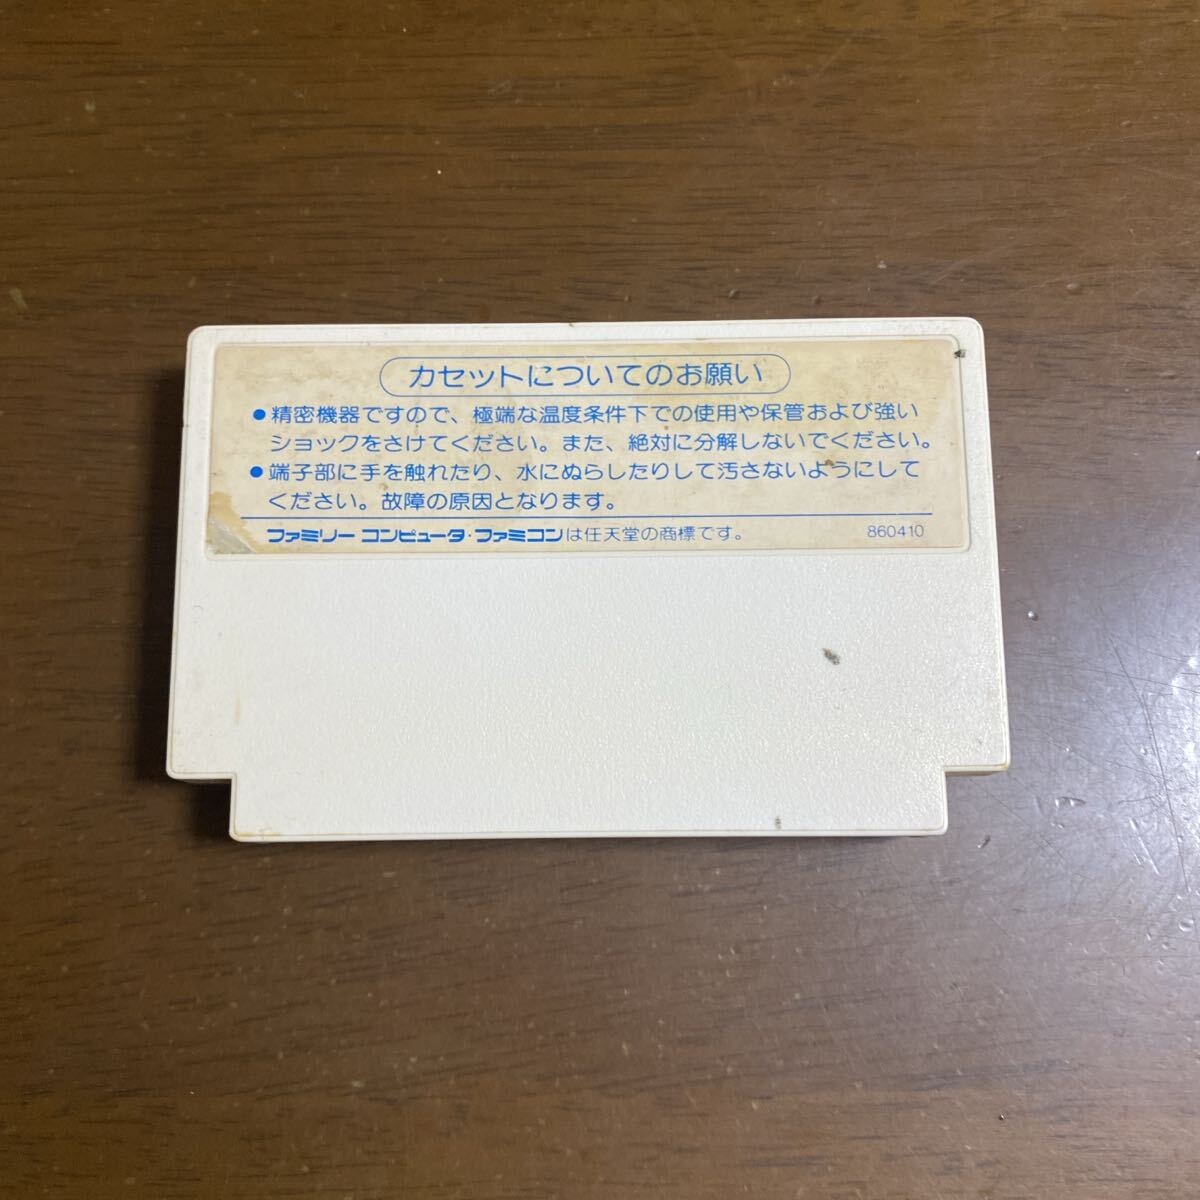 カセットについてのお願い
●精密機器ですので、極端な温度条件下での使用や保管および強い
ショックをさけてください。また、絶対に分解しないでください。
●端子部に手を触れたり、水にぬらしたりして汚さないようにして
ください。故障の原因となります。
ファミリー コンピュータ・ファミコンは任天堂の商標です。 860410